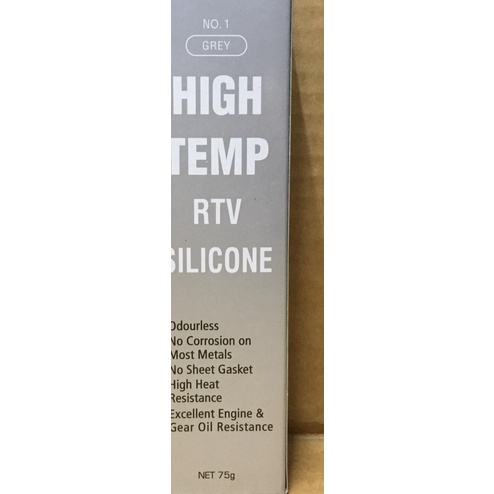 NO. 1
GREY
HIGH
TEMP
RTV
SILICONE
Odourless
No Corrosion on
Most Metals
No Sheet Gasket
High Heat
Resistance
Excellent Engine &
Gear Oil Resistance
NET 75g